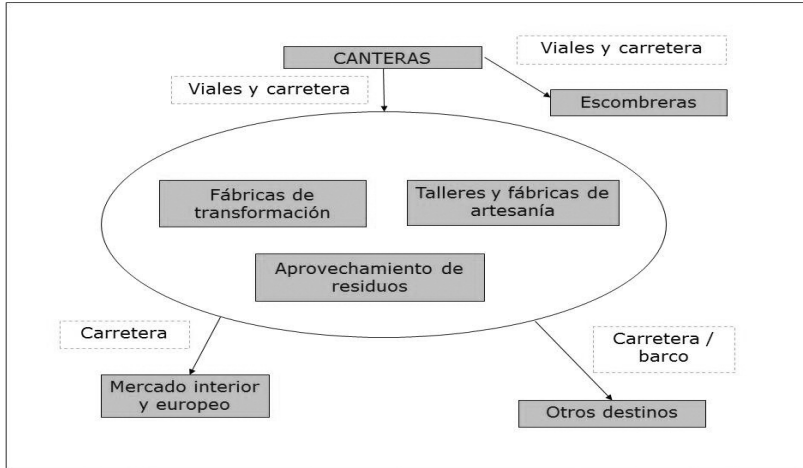 Viales y carretera
CANTERAS
Viales y carretera
Escombreras
Fábricas de
transformación
Talleres y fábricas de
artesanía
Aprovechamiento de
residuos
Carretera
Carretera /
barco
Mercado interior
y europeo
Otros destinos